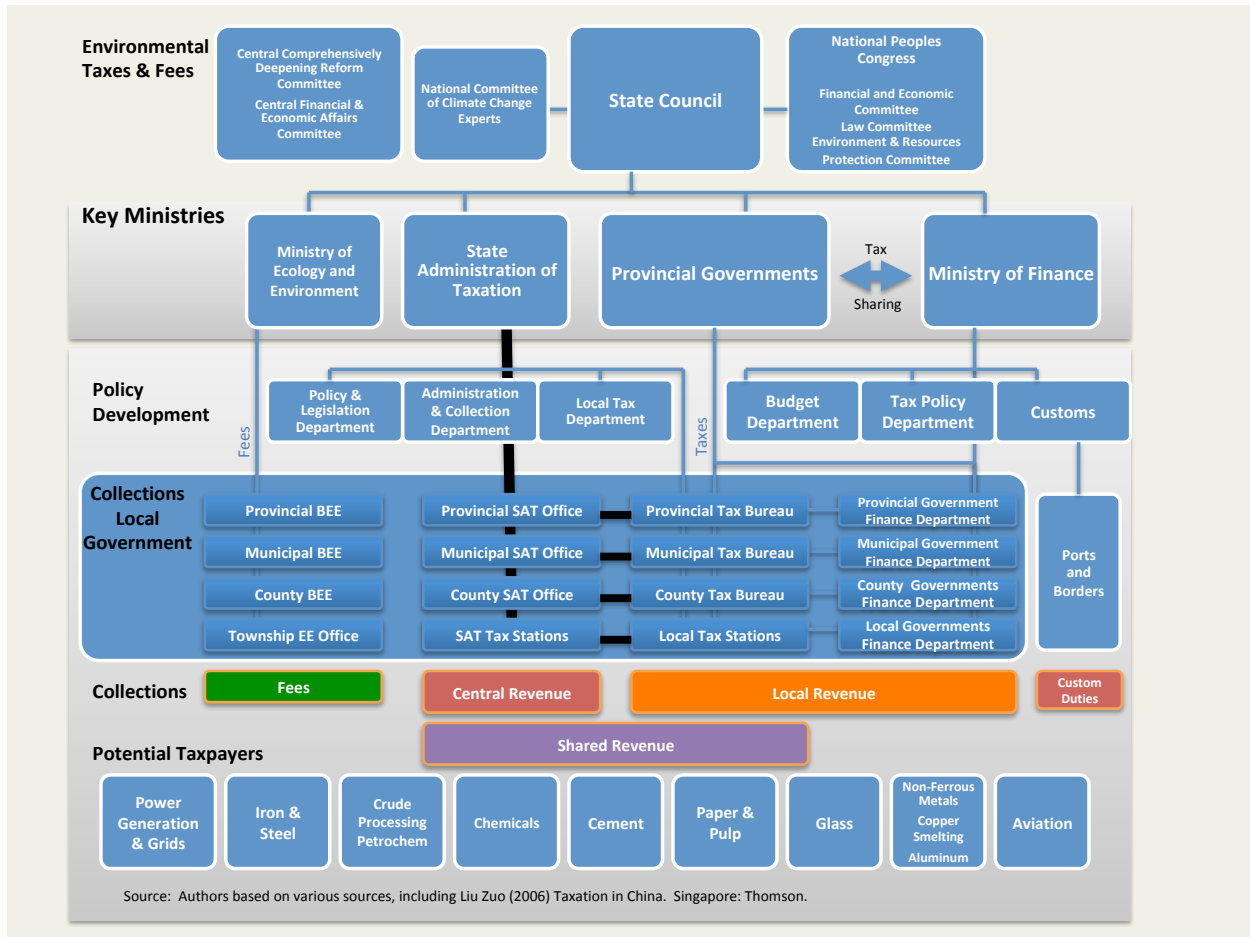 Environmental
Taxes & Fees
Central Comprehensively
Deepening Reform
Committee
Central Financial &
Economic Affairs
Committee
National Committee
of Climate Change
Experts
State Council
National Peoples
Congress
Financial and Economic
Committee
Law Committee
Environment & Resources
Protection Committee
Key Ministries
Ministry of
Ecology and
Environment
State
Administration of
Taxation
Provincial Governments
Tax
Sharing
Ministry of Finance
Policy
Development
Fees
Policy &
Legislation
Department
Administration
& Collection
Department
Local Tax
Department
Taxes
Budget
Department
Tax Policy
Department
Customs
Collections
Local
Government
Provincial BEE
Provincial SAT Office
Provincial Tax Bureau
Provincial Government
Finance Department
Municipal BEE
Municipal SAT Office
Municipal Tax Bureau
Municipal Government
Finance Department
County BEE
County SAT Office
County Tax Bureau
County Governments
Finance Department
Township EE Office
SAT Tax Stations
Local Tax Stations
Local Governments
Finance Department
Ports
and
Borders
Collections
Fees
Central Revenue
Local Revenue
Custom
Duties
Shared Revenue
Potential Taxpayers
Power
Generation
& Grids
Iron &
Steel
Crude
Processing
Petrochem
Chemicals
Cement
Paper &
Pulp
Glass
Non-Ferrous
Metals
Copper
Smelting
Aluminum
Aviation
Source: Authors based on various sources, including Liu Zuo (2006) Taxation in China. Singapore: Thomson.